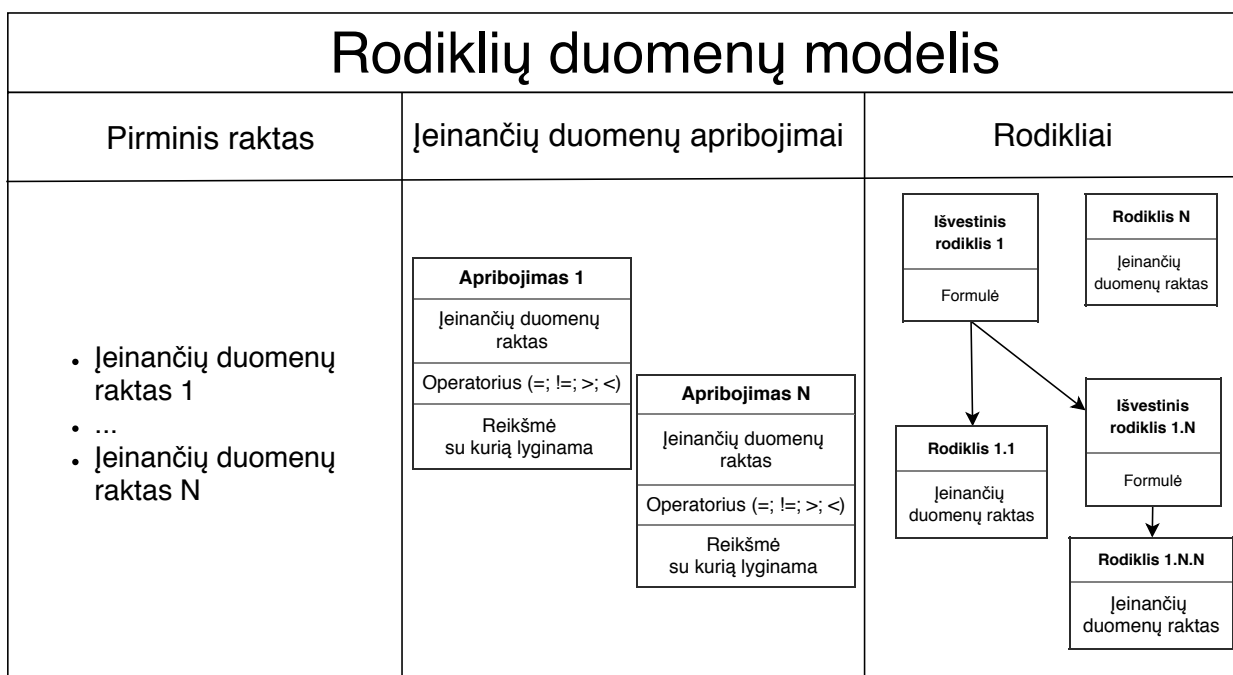 Rodiklių duomenų modelis
Pirminis raktas
Įeinančių duomenų apribojimai
Rodikliai
• Įeinančių duomenų
raktas 1
• ...
• Įeinančių duomenų
raktas N
Apribojimas 1
Įeinančių duomenų
raktas
Operatorius (=; !=; >; <)
Reikšmė
su kurią lyginama
Apribojimas N
Įeinančių duomenų
raktas
Operatorius (=; !=; >; <)
Reikšmė
su kurią lyginama
Išvestinis
rodiklis 1
Formulė
Rodiklis N
Įeinančių
duomenų raktas
Rodiklis 1.1
Įeinančių
duomenų raktas
Išvestinis
rodiklis 1.N
Formulė
Rodiklis 1.N.N
Įeinančių
duomenų raktas